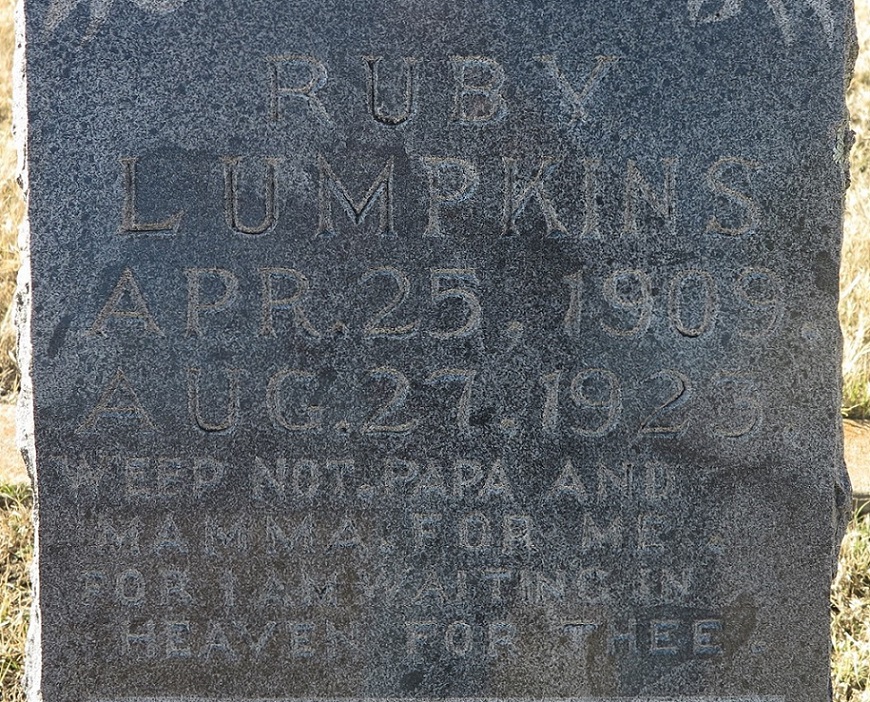 RUBY
LUMPKINS
APR. 25, 1909.
AUG. 27. 1923.
WEEP NOT, PAPA AND
MAMMA, FOR ME
FOR I AM WAITING IN
HEAVEN FOR THEE.